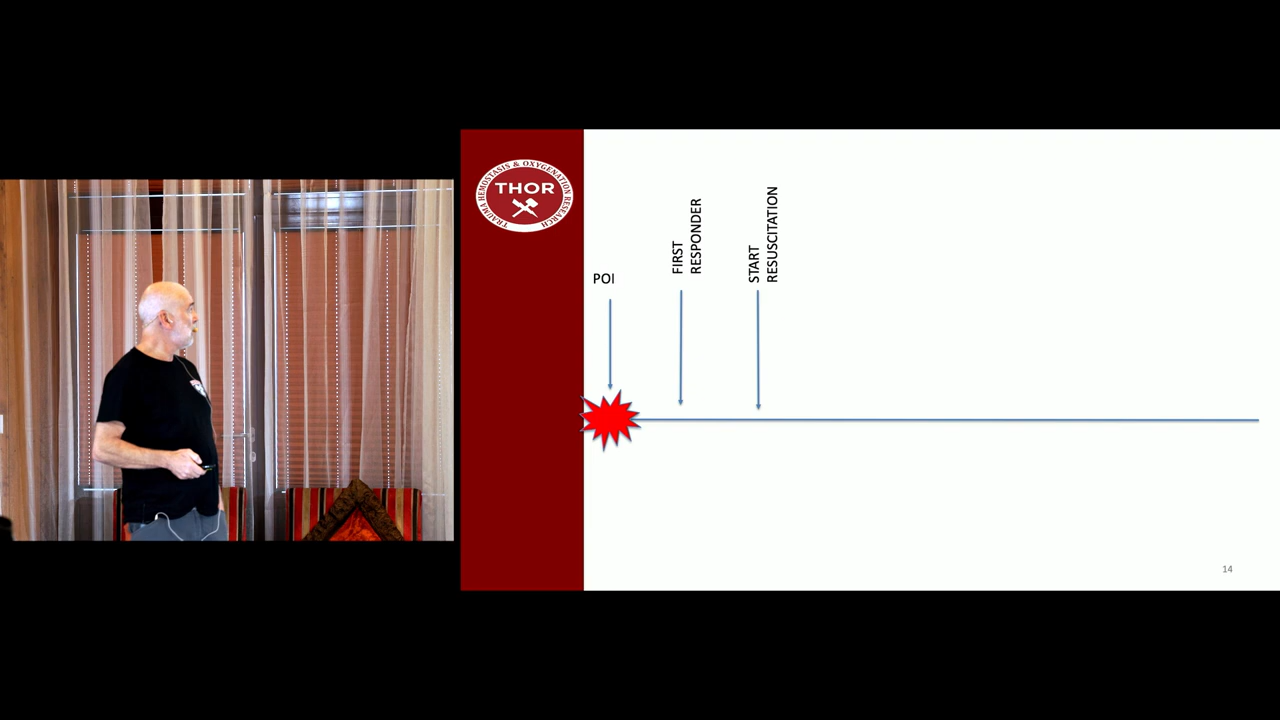 TRAUMA HEMOSTASIS & OXYGENATION RESEARCH
THOR
POI
FIRST
RESPONDER
START
RESUSCITATION
14